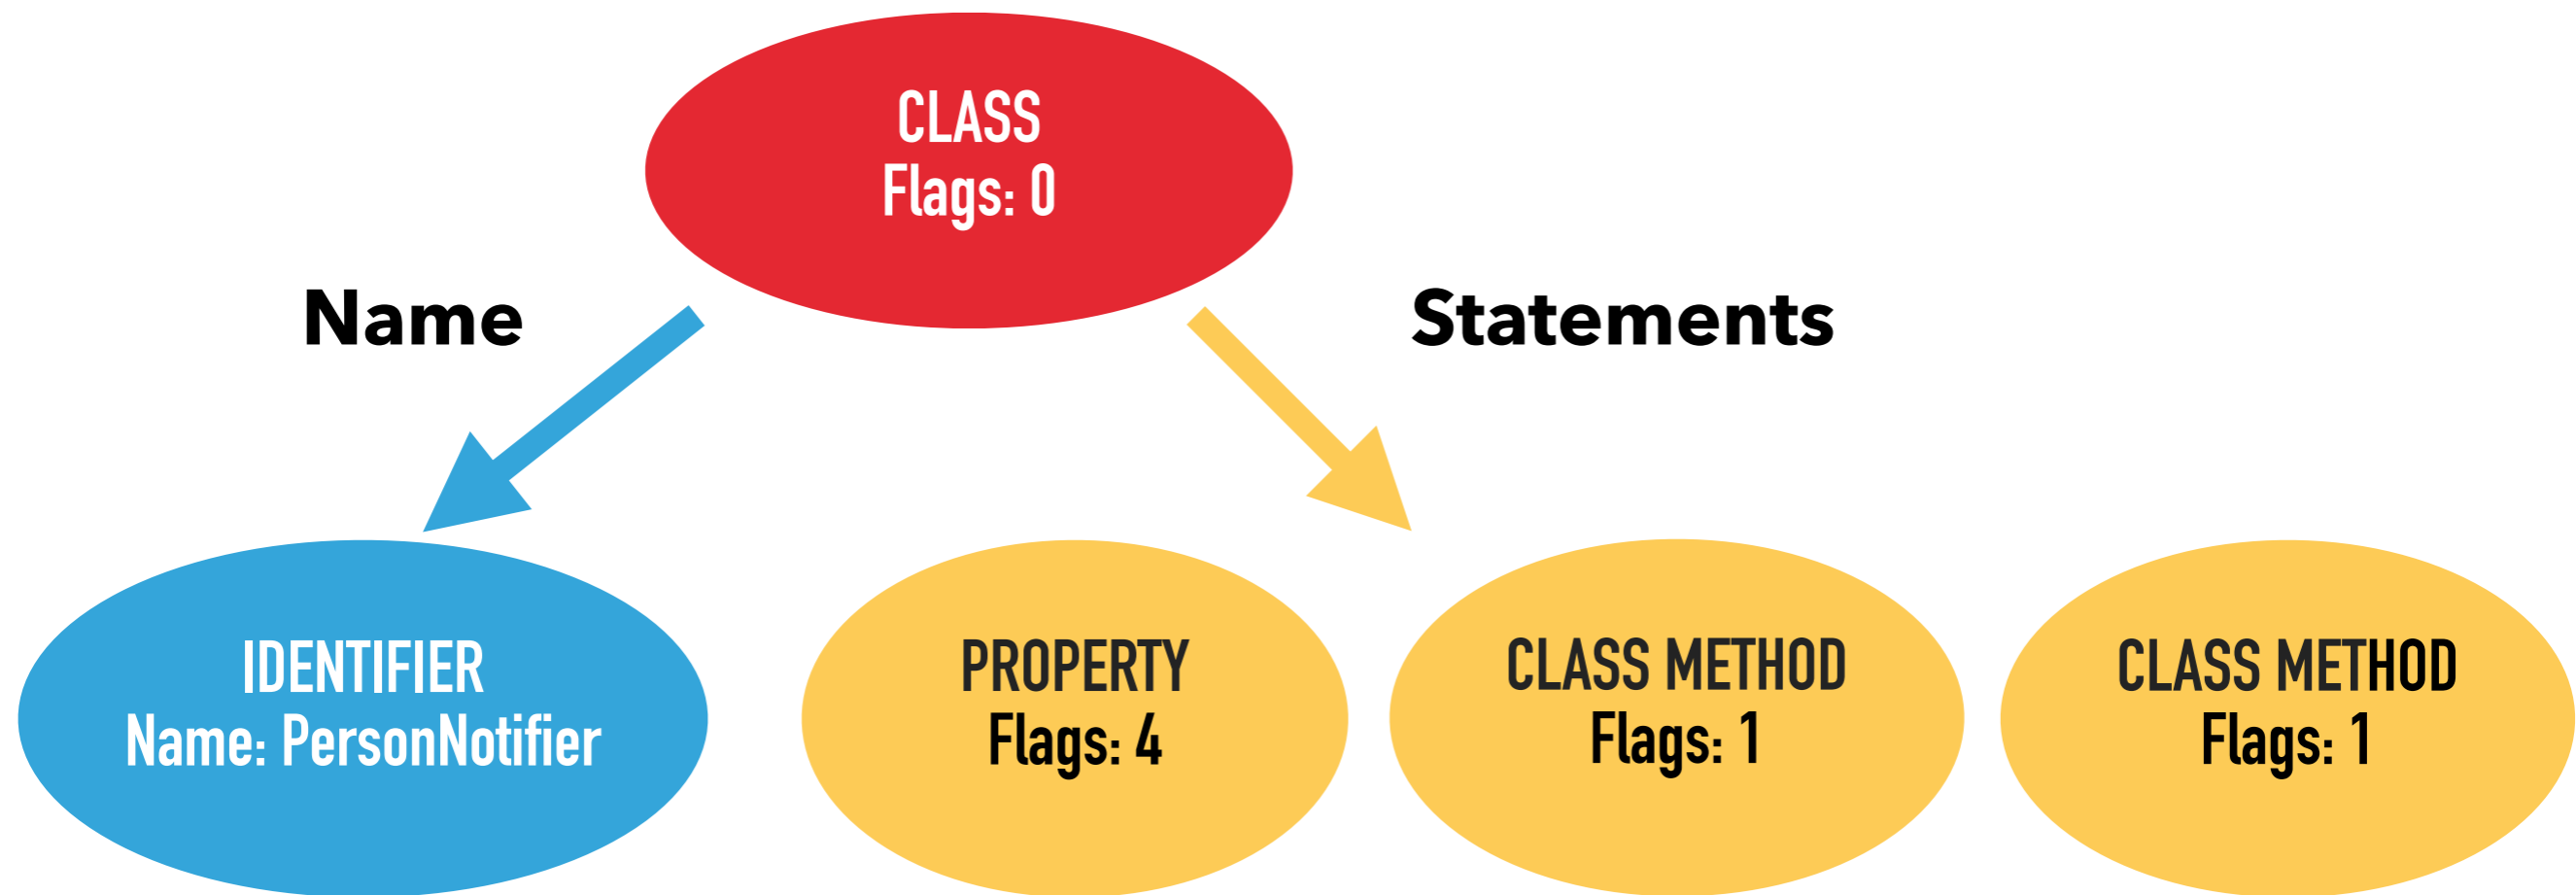 CLASS
Flags: 0
Name
Statements
IDENTIFIER
Name: PersonNotifier
PROPERTY
Flags: 4
CLASS METHOD
Flags: 1
CLASS METHOD
Flags: 1